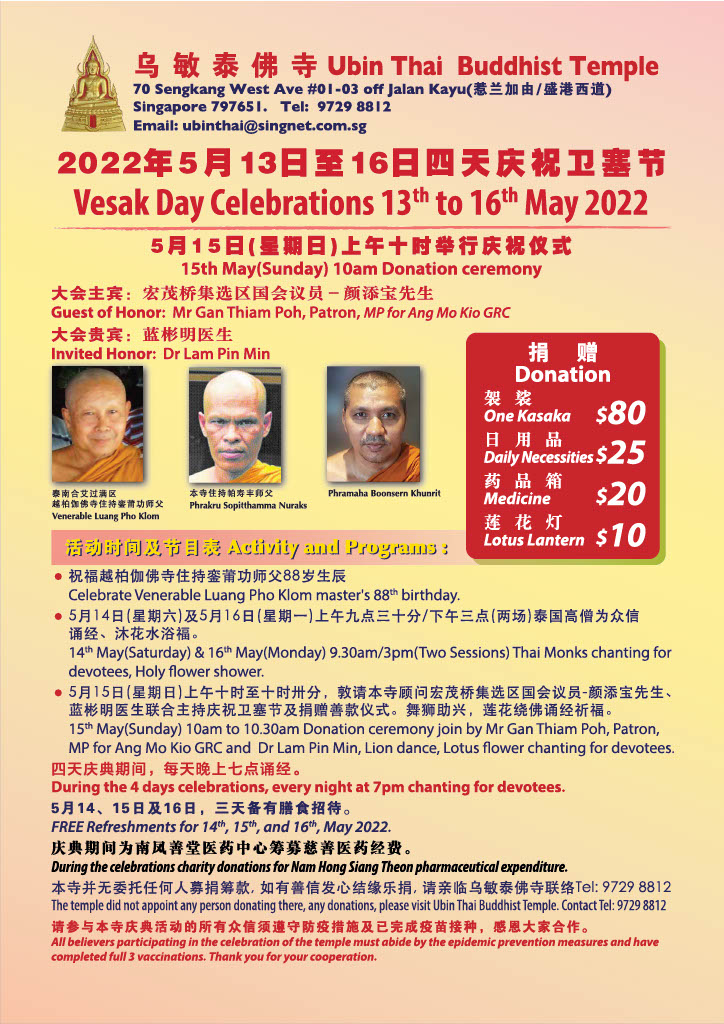 乌敏泰佛寺 Ubin Thai Buddhist Temple
70 Sengkang West Ave #01-03 off Jalan Kayu(惹兰加由/盛港西道)
Singapore 797651. Tel: 9729 8812
Email: ubinthai@singnet.com.sg
2022年5月13日至16日四天庆祝卫塞节
Vesak Day Celebrations 13th to 16th May 2022
5月15日(星期日)上午十时举行庆祝仪式
15th May(Sunday) 10am Donation ceremony
大会主宾：宏茂桥集选区国会议员－颜添宝先生
Guest of Honor: Mr Gan Thiam Poh, Patron, MP for Ang Mo Kio GRC
大会贵宾：蓝彬明医生
Invited Honor: Dr Lam Pin Min
捐赠
Donation
袈裟
One Kasaka $80
日用品
Daily Necessities $25
药品箱
Medicine $20
莲花灯
Lotus Lantern $10
泰南合艾过满区
越柏伽佛寺住持銮莆功师父
Venerable Luang Pho Klom
本寺住持帕寿半师父
Phrakru Sopitthamma Nuraks
Phramaha Boonsern Khunrit
活动时间及节目表 Activity and Programs :
● 祝福越柏伽佛寺住持銮莆功师父88岁生辰
Celebrate Venerable Luang Pho Klom master's 88th birthday.
● 5月14日(星期六)及5月16日(星期一)上午九点三十分/下午三点(两场)泰国高僧为众信
诵经、沐花水浴福。
14th May(Saturday) & 16th May(Monday) 9.30am/3pm(Two Sessions) Thai Monks chanting for
devotees, Holy flower shower.
● 5月15日(星期日)上午十时至十时卅分，敦请本寺顾问宏茂桥集选区国会议员-颜添宝先生、
蓝彬明医生联合主持庆祝卫塞节及捐赠善款仪式。舞狮助兴，莲花绕佛诵经祈福。
15th May(Sunday) 10am to 10.30am Donation ceremony join by Mr Gan Thiam Poh, Patron,
MP for Ang Mo Kio GRC and Dr Lam Pin Min, Lion dance, Lotus flower chanting for devotees.
四天庆典期间，每天晚上七点诵经。
During the 4 days celebrations, every night at 7pm chanting for devotees.
5月14、15日及16日，三天备有膳食招待。
FREE Refreshments for 14th, 15th, and 16th, May 2022.
庆典期间为南凤善堂医药中心筹募慈善医药经费。
During the celebrations charity donations for Nam Hong Siang Theon pharmaceutical expenditure.
本寺并无委托任何人募捐筹款，如有善信发心结缘乐捐，请亲临乌敏泰佛寺联络Tel: 9729 8812
The temple did not appoint any person donating there, any donations, please visit Ubin Thai Buddhist Temple. Contact Tel: 9729 8812
请参与本寺庆典活动的所有众信须遵守防疫措施及已完成疫苗接种，感恩大家合作。
All believers participating in the celebration of the temple must abide by the epidemic prevention measures and have
completed full 3 vaccinations. Thank you for your cooperation.